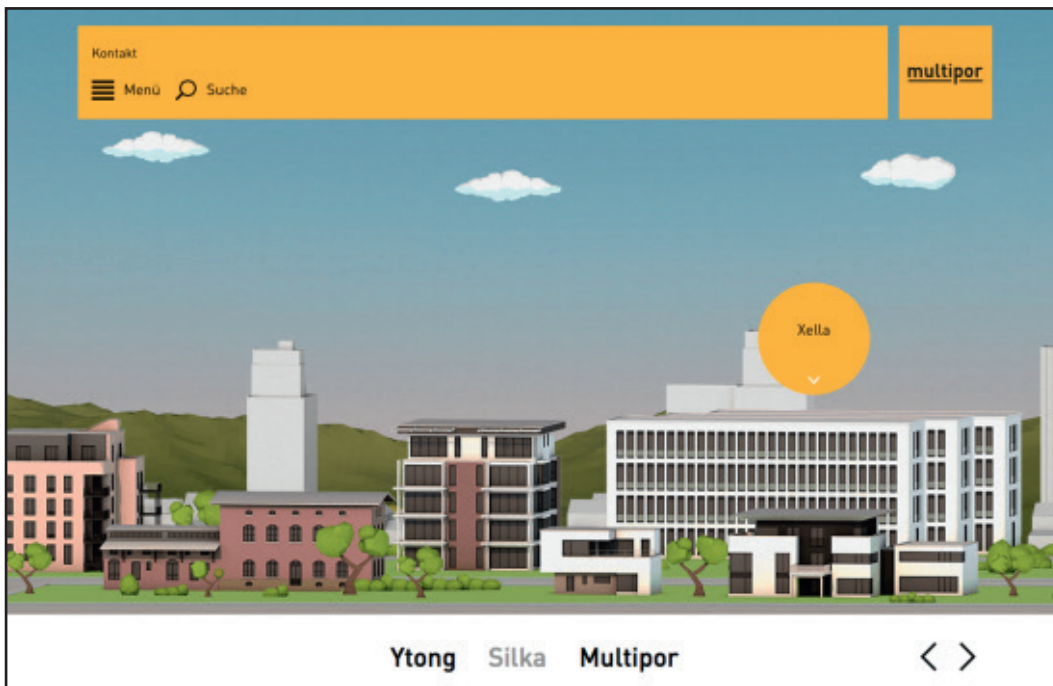 Kontakt
Menü Suche
multipor
Xella
Ytong Silka Multipor